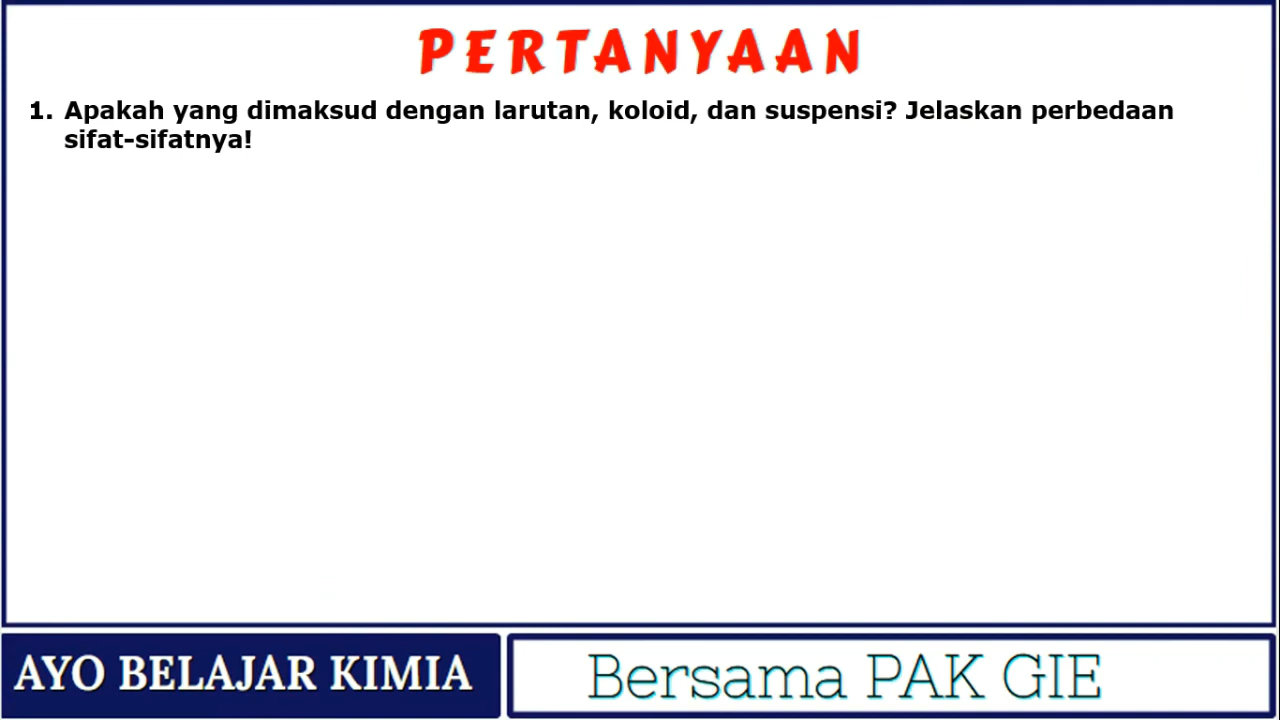 PERTANYAAN
1. Apakah yang dimaksud dengan larutan, koloid, dan suspensi? Jelaskan perbedaan
sifat-sifatnya!
AYO BELAJAR KIMIA
Bersama PAK GIE